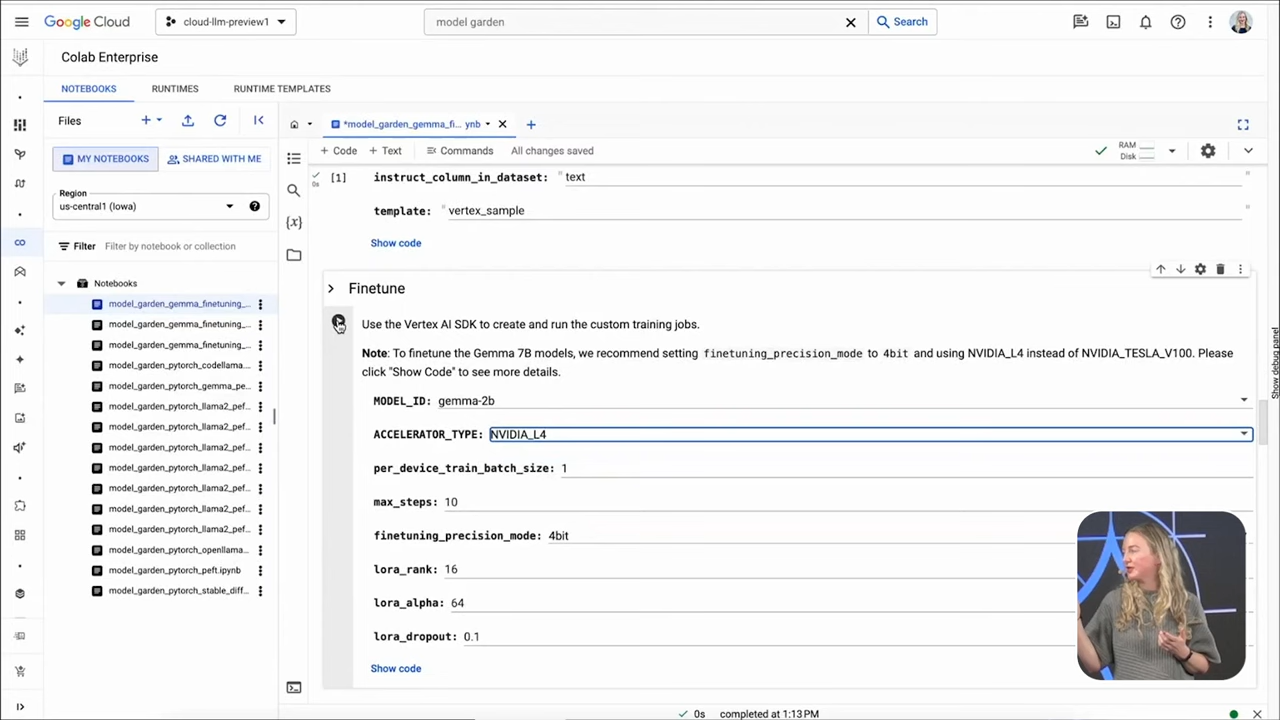 Google Cloud
cloud-llm-preview1
model garden
Search
Colab Enterprise
NOTEBOOKS
RUNTIMES
RUNTIME TEMPLATES
Files
*model_garden_gemma_fi... ynb
MY NOTEBOOKS
SHARED WITH ME
+ Code
+ Text
Commands
All changes saved
RAM
Disk
Region
us-central1 (Iowa)
Filter
Filter by notebook or collection
Notebooks
model_garden_gemma_finetuning_...
model_garden_gemma_finetuning_...
model_garden_gemma_finetuning_...
model_garden_pytorch_codellama...
model_garden_pytorch_gemma_pe...
model_garden_pytorch_llama2_pef...
model_garden_pytorch_llama2_pef...
model_garden_pytorch_llama2_pef...
model_garden_pytorch_llama2_pef...
model_garden_pytorch_llama2_pef...
model_garden_pytorch_llama2_pef...
model_garden_pytorch_llama2_pef...
model_garden_pytorch_openllama...
model_garden_pytorch_peft.ipynb
model_garden_pytorch_stable_diff...
0s
[1]
instruct_column_in_dataset: "text"
template: "vertex_sample"
Show code
Finetune
Use the Vertex AI SDK to create and run the custom training jobs.
Note: To finetune the Gemma 7B models, we recommend setting finetuning_precision_mode to 4bit and using NVIDIA_L4 instead of NVIDIA_TESLA_V100. Please
click "Show Code" to see more details.
MODEL_ID: gemma-2b
ACCELERATOR_TYPE: NVIDIA_L4
per_device_train_batch_size: 1
max_steps: 10
finetuning_precision_mode: 4bit
lora_rank: 16
lora_alpha: 64
lora_dropout: 0.1
Show code
Show debug panel
0s completed at 1:13 PM